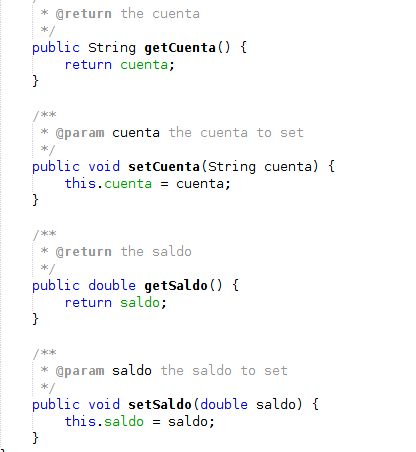 /**
 * @return the cuenta
 */
public String getCuenta() {
    return cuenta;
}

/**
 * @param cuenta the cuenta to set
 */
public void setCuenta(String cuenta) {
    this.cuenta = cuenta;
}

/**
 * @return the saldo
 */
public double getSaldo() {
    return saldo;
}

/**
 * @param saldo the saldo to set
 */
public void setSaldo(double saldo) {
    this.saldo = saldo;
}